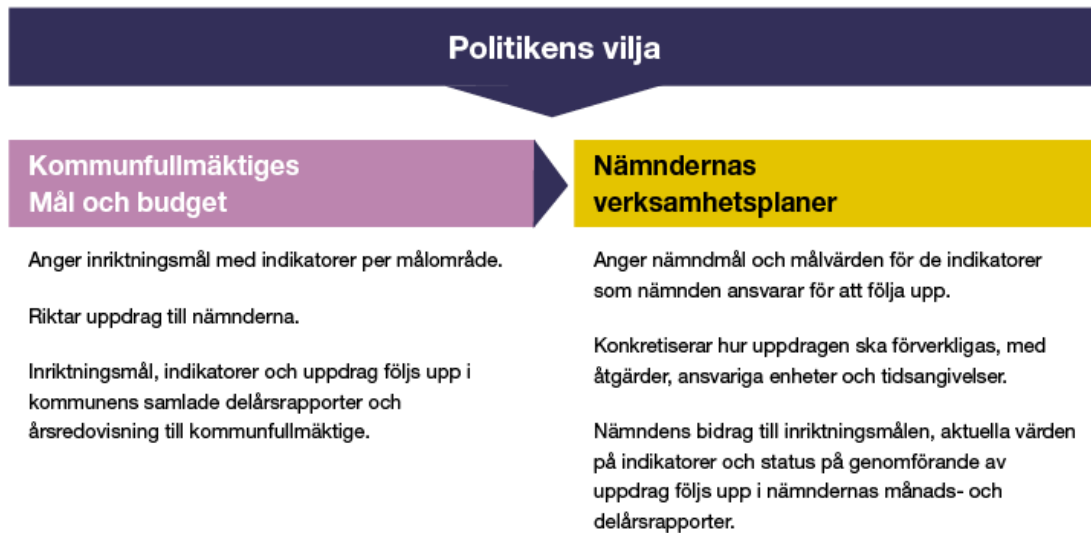 Politikens vilja
Kommunfullmäktiges
Mål och budget
Anger inriktningsmål med indikatorer per målområde.
Riktar uppdrag till nämnderna.
Inriktningsmål, indikatorer och uppdrag följs upp i
kommunens samlade delårsrapporter och
årsredovisning till kommunfullmäktige.
Nämndernas
verksamhetsplaner
Anger nämndmål och målvärden för de indikatorer
som nämnden ansvarar för att följa upp.
Konkretiserar hur uppdragen ska förverkligas, med
åtgärder, ansvariga enheter och tidsangivelser.
Nämndens bidrag till inriktningsmålen, aktuella värden
på indikatorer och status på genomförande av
uppdrag följs upp i nämndernas månads- och
delårsrapporter.